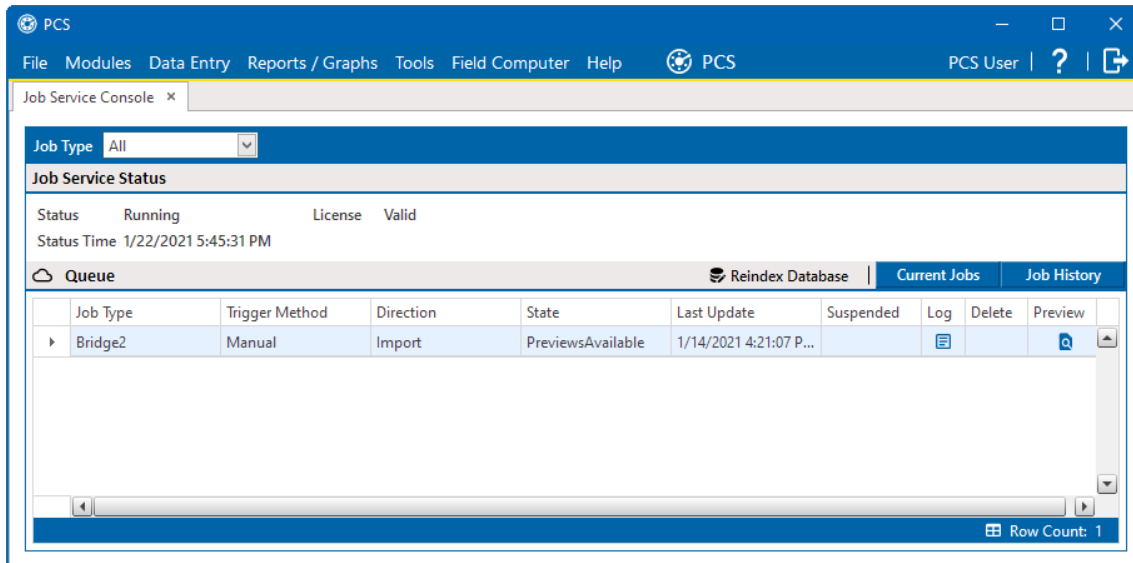 PCS
File Modules Data Entry Reports / Graphs Tools Field Computer Help PCS PCS User | ? |
Job Service Console ×
Job Type All
Job Service Status
Status Running License Valid
Status Time 1/22/2021 5:45:31 PM
Queue Reindex Database | Current Jobs Job History
Job Type Trigger Method Direction State Last Update Suspended Log Delete Preview
Bridge2 Manual Import PreviewsAvailable 1/14/2021 4:21:07 P...
Row Count: 1